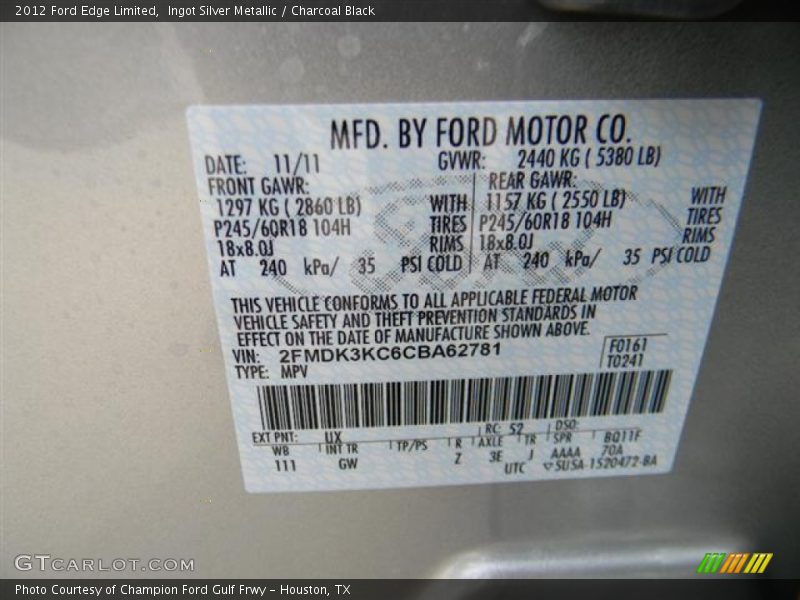 2012 Ford Edge Limited, Ingot Silver Metallic / Charcoal Black
MFD. BY FORD MOTOR CO.
DATE: 11/11 GVWR: 2440 KG ( 5380 LB)
FRONT GAWR: REAR GAWR:
1297 KG ( 2860 LB) WITH 1157 KG ( 2550 LB) WITH
P245/60R18 104H TIRES P245/60R18 104H TIRES
18x8.0J RIMS 18x8.0J RIMS
AT 240 kPa/ 35 PSI COLD AT 240 kPa/ 35 PSI COLD
THIS VEHICLE CONFORMS TO ALL APPLICABLE FEDERAL MOTOR
VEHICLE SAFETY AND THEFT PREVENTION STANDARDS IN
EFFECT ON THE DATE OF MANUFACTURE SHOWN ABOVE.
VIN: 2FMDK3KC6CBA62781 F0161
TYPE: MPV T0241
EXT PNT: UX RC: 52 DSO:
WB INT TR TP/PS R AXLE TR SPR BQ11F
111 GW Z 3E J AAAA 70A
UTC ▽5USA-1520472-BA
GTCARLOT.COM
Photo Courtesy of Champion Ford Gulf Frwy - Houston, TX